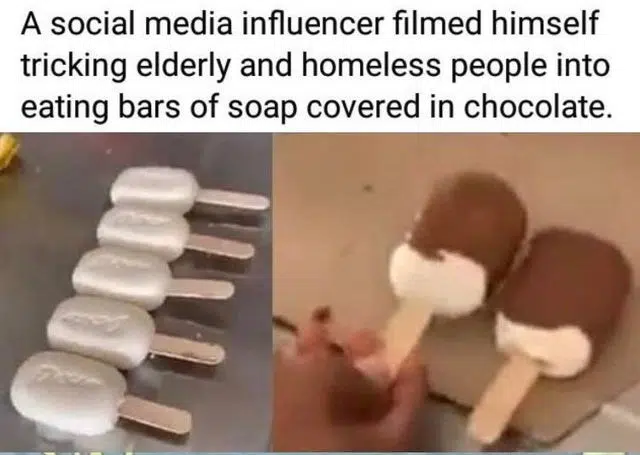 A social media influencer filmed himself
tricking elderly and homeless people into
eating bars of soap covered in chocolate.